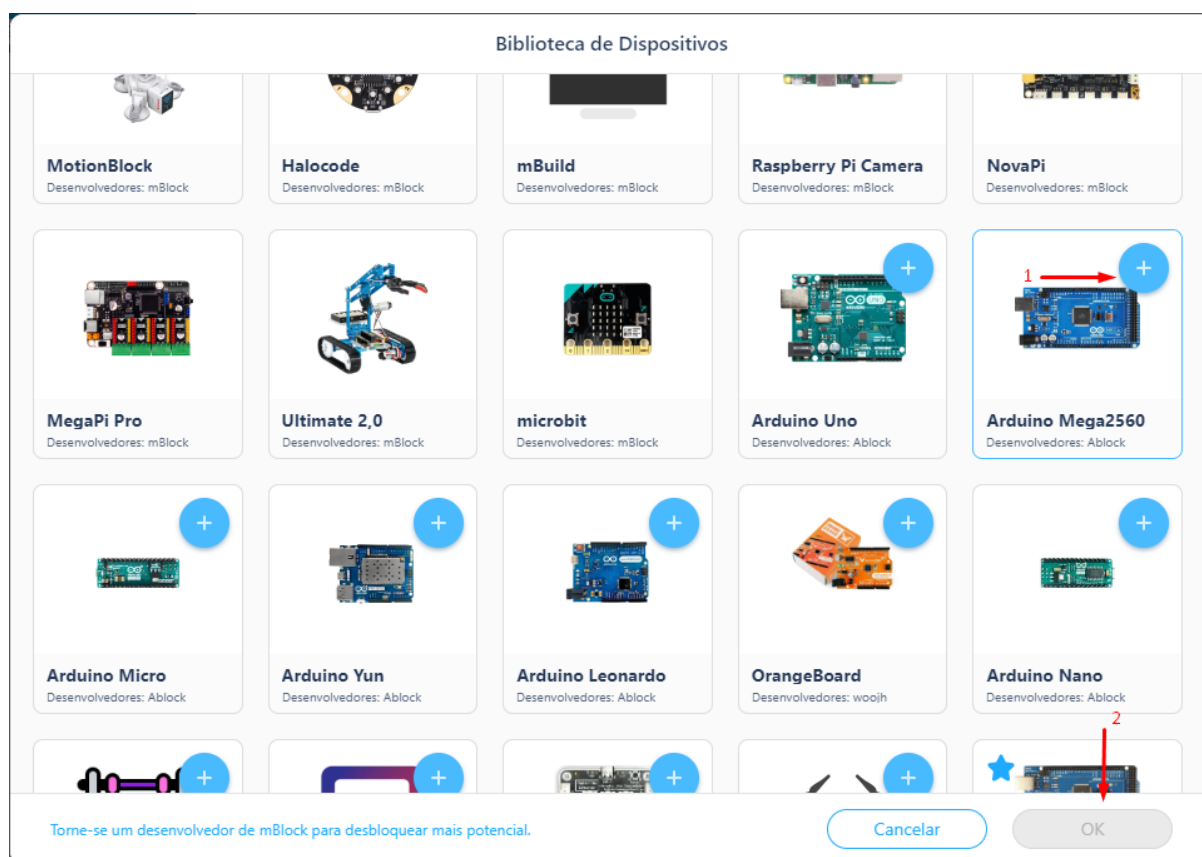 Biblioteca de Dispositivos
MotionBlock
Desenvolvedores: mBlock
Halocode
Desenvolvedores: mBlock
mBuild
Desenvolvedores: mBlock
Raspberry Pi Camera
Desenvolvedores: mBlock
NovaPi
Desenvolvedores: mBlock
1
MegaPi Pro
Desenvolvedores: mBlock
Ultimate 2,0
Desenvolvedores: mBlock
microbit
Desenvolvedores: mBlock
Arduino Uno
Desenvolvedores: Ablock
Arduino Mega2560
Desenvolvedores: Ablock
Arduino Micro
Desenvolvedores: Ablock
Arduino Yun
Desenvolvedores: Ablock
Arduino Leonardo
Desenvolvedores: Ablock
OrangeBoard
Desenvolvedores: woojh
Arduino Nano
Desenvolvedores: Ablock
2
Torne-se um desenvolvedor de mBlock para desbloquear mais potencial.
Cancelar
OK